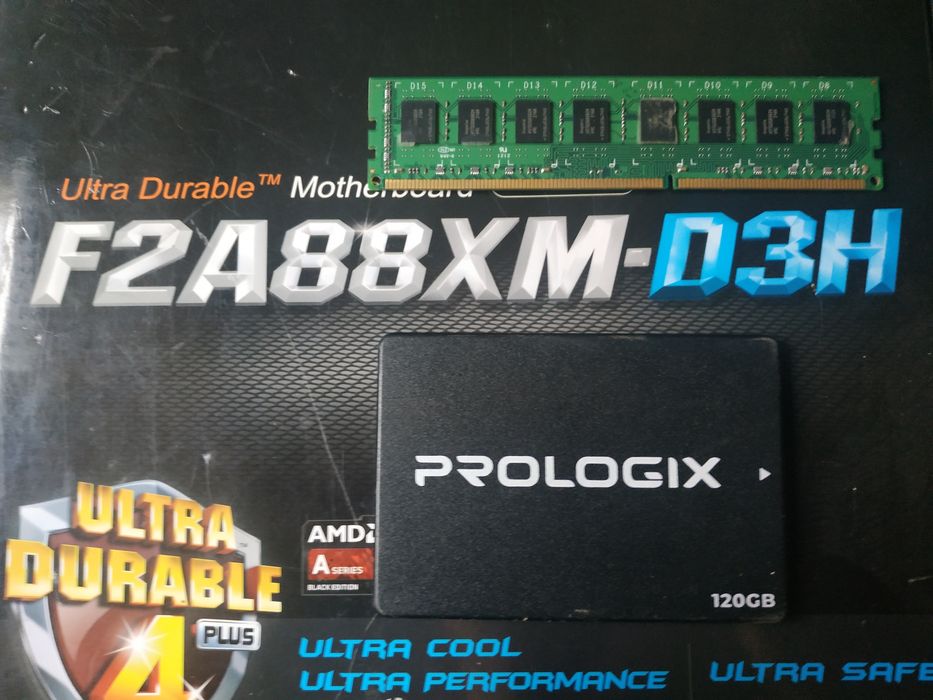 D15 D14 D13 D12 D11 D10 D9 D8
1212
Ultra Durable™ Motherboard
F2A88XM-D3H
PROLOGIX
120GB
ULTRA
DURABLE
4
PLUS
AMD
A SERIES
BLACK EDITION
ULTRA COOL
ULTRA PERFORMANCE
ULTRA SAFE